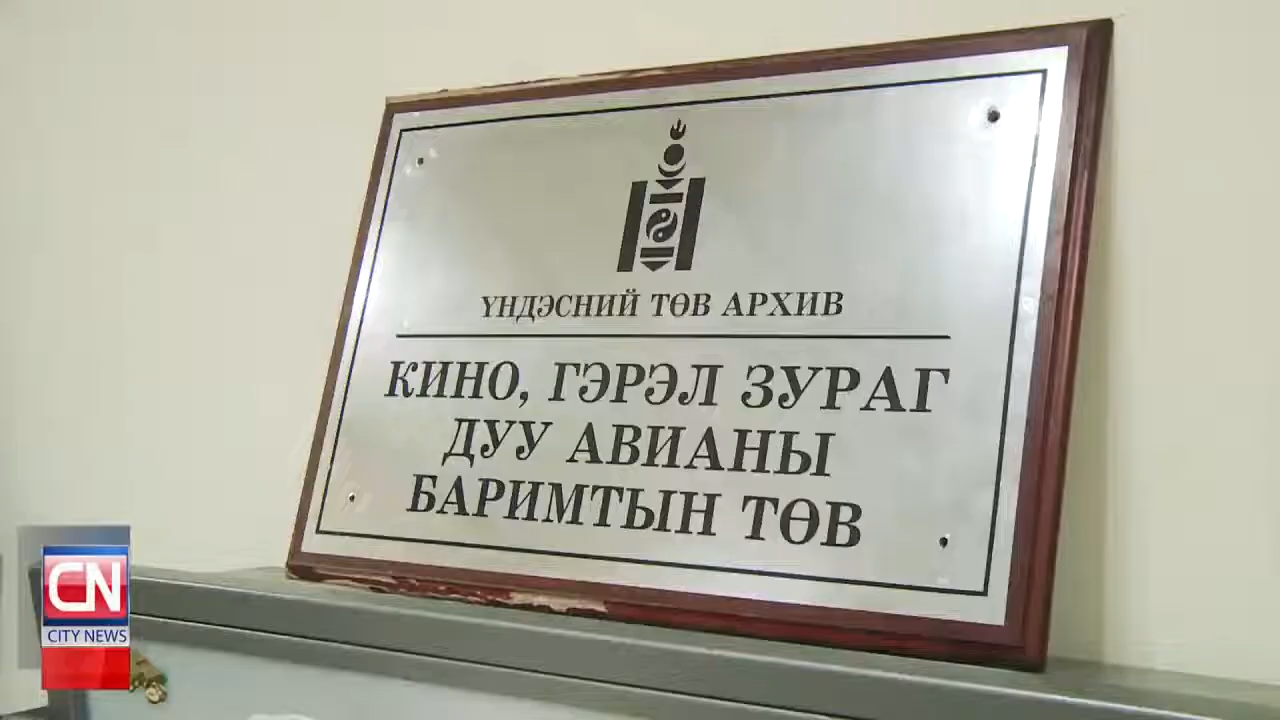 ҮНДЭСНИЙ ТӨВ АРХИВ
КИНО, ГЭРЭЛ ЗУРАГ
ДУУ АВИАНЫ
БАРИМТЫН ТӨВ
CN
CITY NEWS